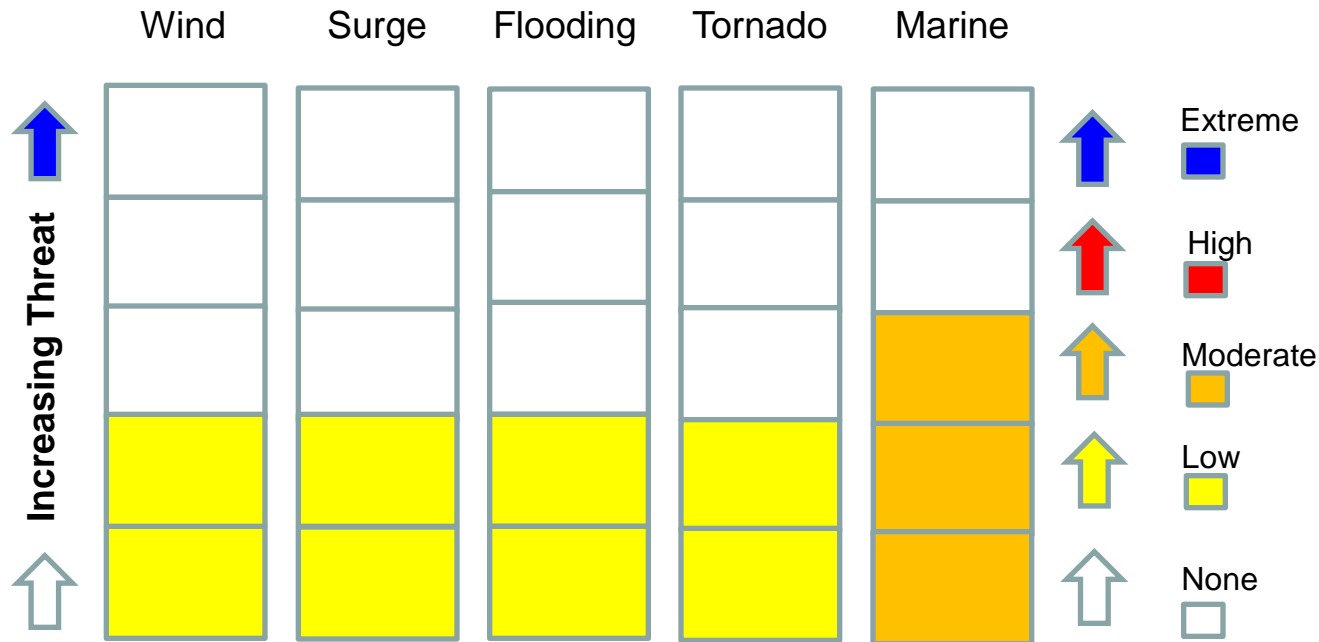 Wind Surge Flooding Tornado Marine
Increasing Threat
Extreme
High
Moderate
Low
None